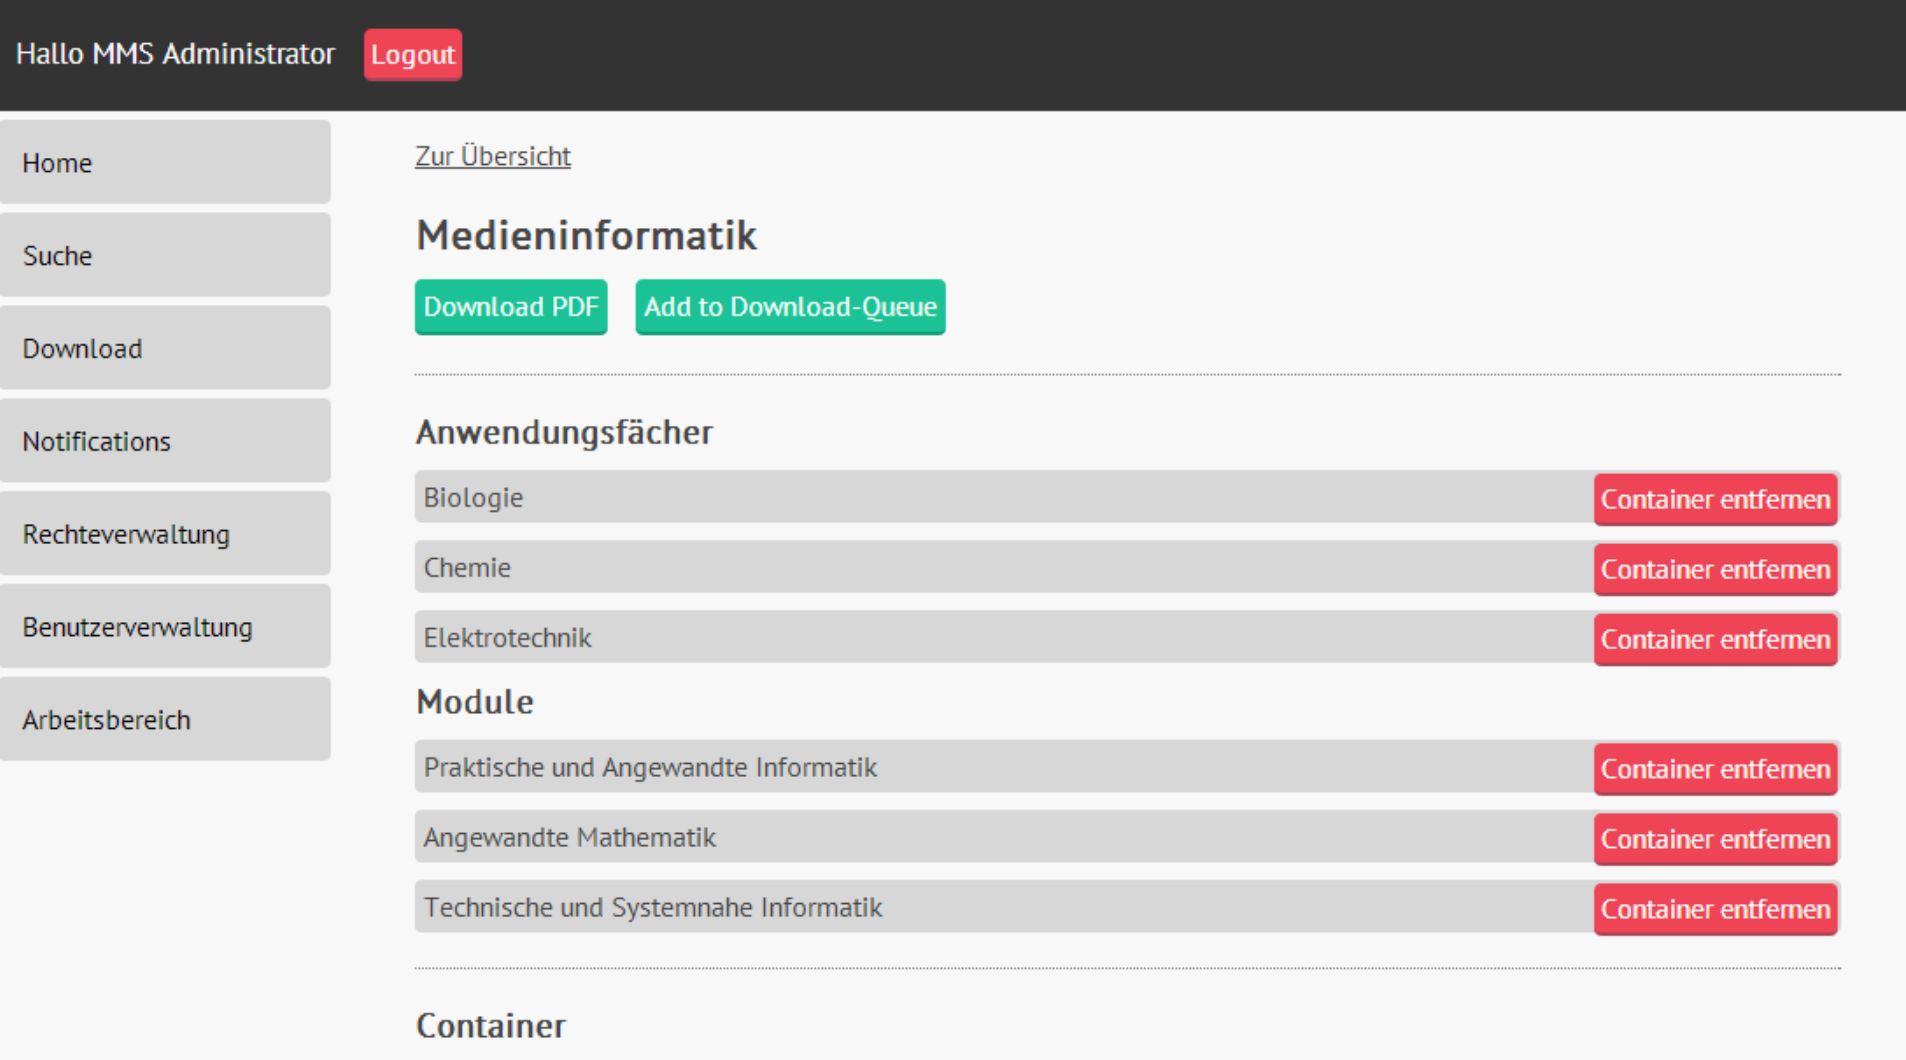 Hallo MMS Administrator Logout
Home
Suche
Download
Notifications
Rechteverwaltung
Benutzerverwaltung
Arbeitsbereich
Zur Übersicht
Medieninformatik
Download PDF Add to Download-Queue
Anwendungsfächer
Biologie Container entfernen
Chemie Container entfernen
Elektrotechnik Container entfernen
Module
Praktische und Angewandte Informatik Container entfernen
Angewandte Mathematik Container entfernen
Technische und Systemnahe Informatik Container entfernen
Container